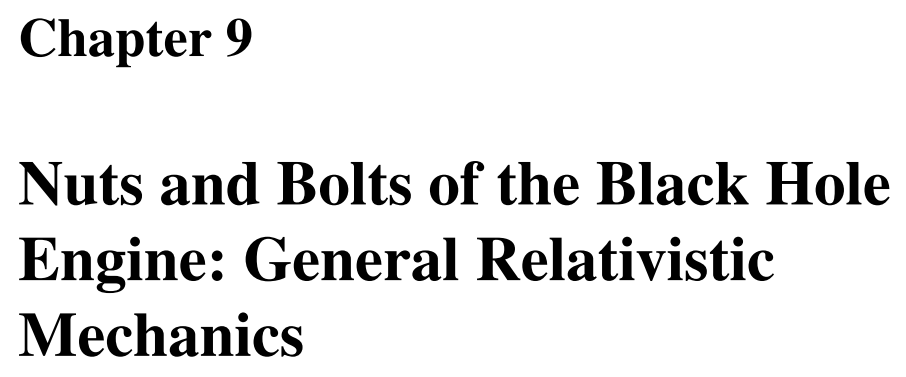 Chapter 9
Nuts and Bolts of the Black Hole
Engine: General Relativistic
Mechanics